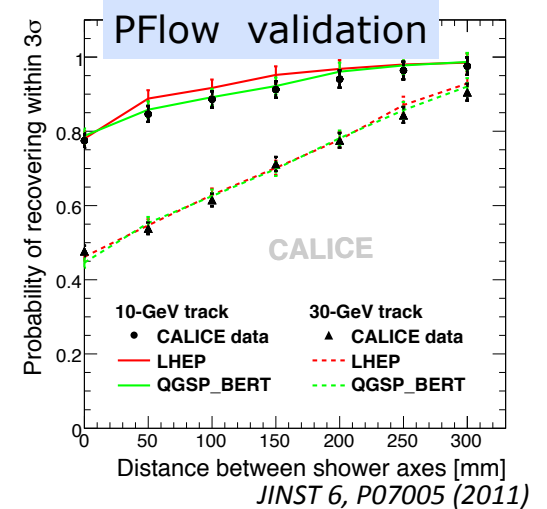 PFlow validation
Probability of recovering within 3σ
1
0.8
0.6
0.4
0.2
0
CALICE
10-GeV track 30-GeV track
CALICE data CALICE data
LHEP LHEP
QGSP_BERT QGSP_BERT
0 50 100 150 200 250 300
Distance between shower axes [mm]
JINST 6, P07005 (2011)